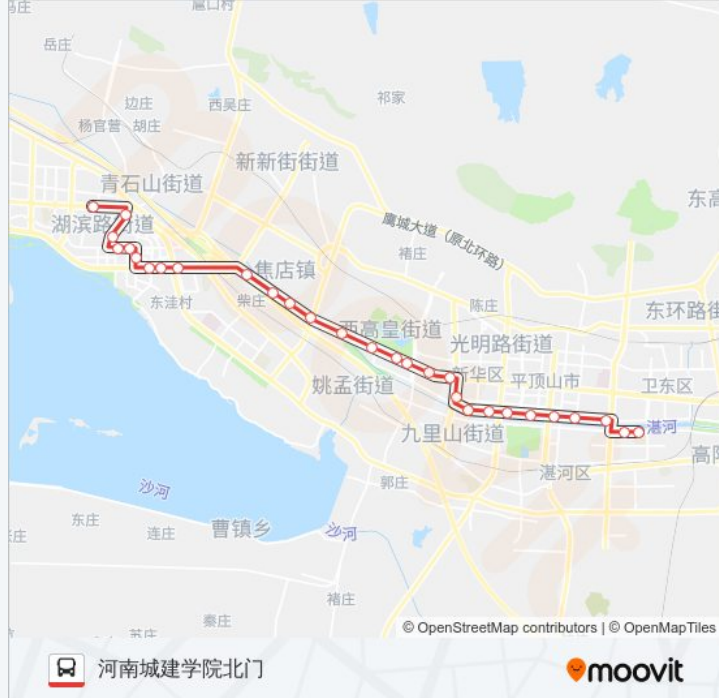 扈口村
岳庄
边庄
西吴庄
祁家
杨官营
胡庄
新新街街道
青石山街道
湖滨路街道
鹰城大道（原北环路）
褚庄
焦店镇
东洼村
柴庄
陈庄
东环路街
西高皇街道
光明路街道
姚孟街道
新华区
平顶山市
卫东区
九里山街道
湛河
湛河区
郭庄
沙河
东庄
连庄
曹镇乡
沙河
褚庄
秦庄
© OpenStreetMap contributors | © OpenMapTiles
河南城建学院北门
moovit